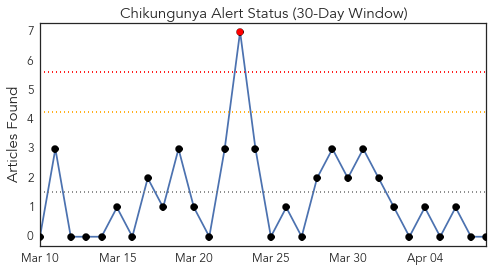 Chikungunya Alert Status (30-Day Window)
Articles Found
7
6
5
4
3
2
1
0
Mar 10 Mar 15 Mar 20 Mar 25 Mar 30 Apr 04